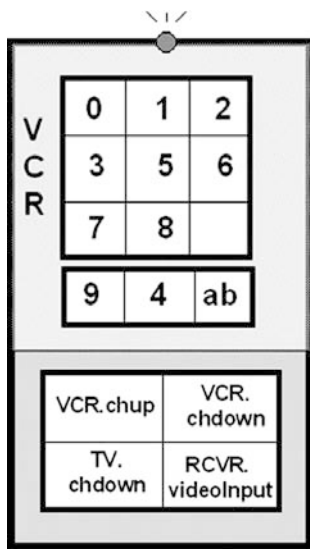 VCR
0 1 2
3 5 6
7 8
9 4 ab
VCR.chup
VCR.
chdown
TV.
chdown
RCVR.
videoInput